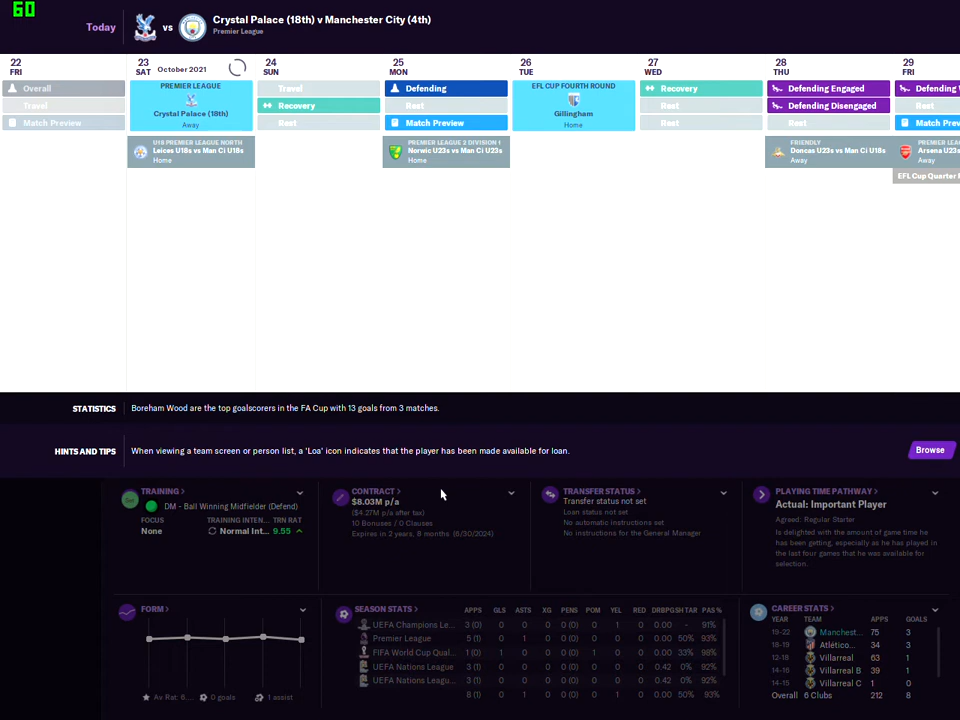 60
Today
vs
Crystal Palace (18th) v Manchester City (4th)
Premier League
22
FRI
23
SAT
October 2021
24
SUN
25
MON
26
TUE
27
WED
28
THU
29
FRI
Overall
Travel
Match Preview
PREMIER LEAGUE
Crystal Palace (18th)
Away
Travel
Recovery
Rest
Defending
Rest
Match Preview
EFL CUP FOURTH ROUND
Gillingham
Home
Recovery
Rest
Rest
Defending Engaged
Defending Disengaged
Rest
Defending
Rest
Match Preview
U18 PREMIER LEAGUE NORTH
Leices U18s vs Man Ci U18s
Home
PREMIER LEAGUE 2 DIVISION 1
Norwic U23s vs Man Ci U23s
Home
FRIENDLY
Doncas U23s vs Man Ci U18s
Away
PREMIER LEA
Arsena U23s
Away
EFL Cup Quarter
STATISTICS
Boreham Wood are the top goalscorers in the FA Cup with 13 goals from 3 matches.
HINTS AND TIPS
When viewing a team screen or person list, a 'Loa' icon indicates that the player has been made available for loan.
Browse
TRAINING >
DM - Ball Winning Midfielder (Defend)
FOCUS
None
TRAINING INTEN...
Normal Int...
TRN RAT
9.55
CONTRACT >
$8.03M p/a
($4.27M p/a after tax)
10 Bonuses / 0 Clauses
Expires in 2 years, 8 months (6/30/2024)
TRANSFER STATUS >
Transfer status not set
Loan status not set
No automatic instructions set
No instructions for the General Manager
PLAYING TIME PATHWAY >
Actual: Important Player
Agreed: Regular Starter
Is delighted with the amount of game time he
has been getting, especially as he has played in
the last four games that he was available for
selection.
FORM >
Av Rat: 6....
0 goals
1 assist
SEASON STATS >
APPS GLS ASTS XG PENS POM YEL RED DRBPG SHTAR PAS %
UEFA Champions Le... 3 (0) 0 0 0 0 (0) 0 1 0 0.00 - 91%
Premier League 5 (1) 0 1 0 0 (0) 0 0 0 0.00 50% 93%
FIFA World Cup Qual... 1 (0) 0 0 0 0 (0) 1 0 0 0.00 33% 98%
UEFA Nations League 3 (1) 0 0 0 0 (0) 0 0 0 0.42 0% 92%
UEFA Nations Leagu... 3 (1) 0 0 0 0 (0) 0 0 0 0.42 0% 92%
8 (1) 0 1 0 0 (0) 0 1 0 0.00 50% 93%
CAREER STATS >
YEAR TEAM APPS GOALS
19-22 Manchest... 75 3
18-19 Atlético... 34 3
12-18 Villarreal 63 1
14-16 Villarreal B 39 1
14-15 Villarreal C 1 0
Overall 6 Clubs 212 8